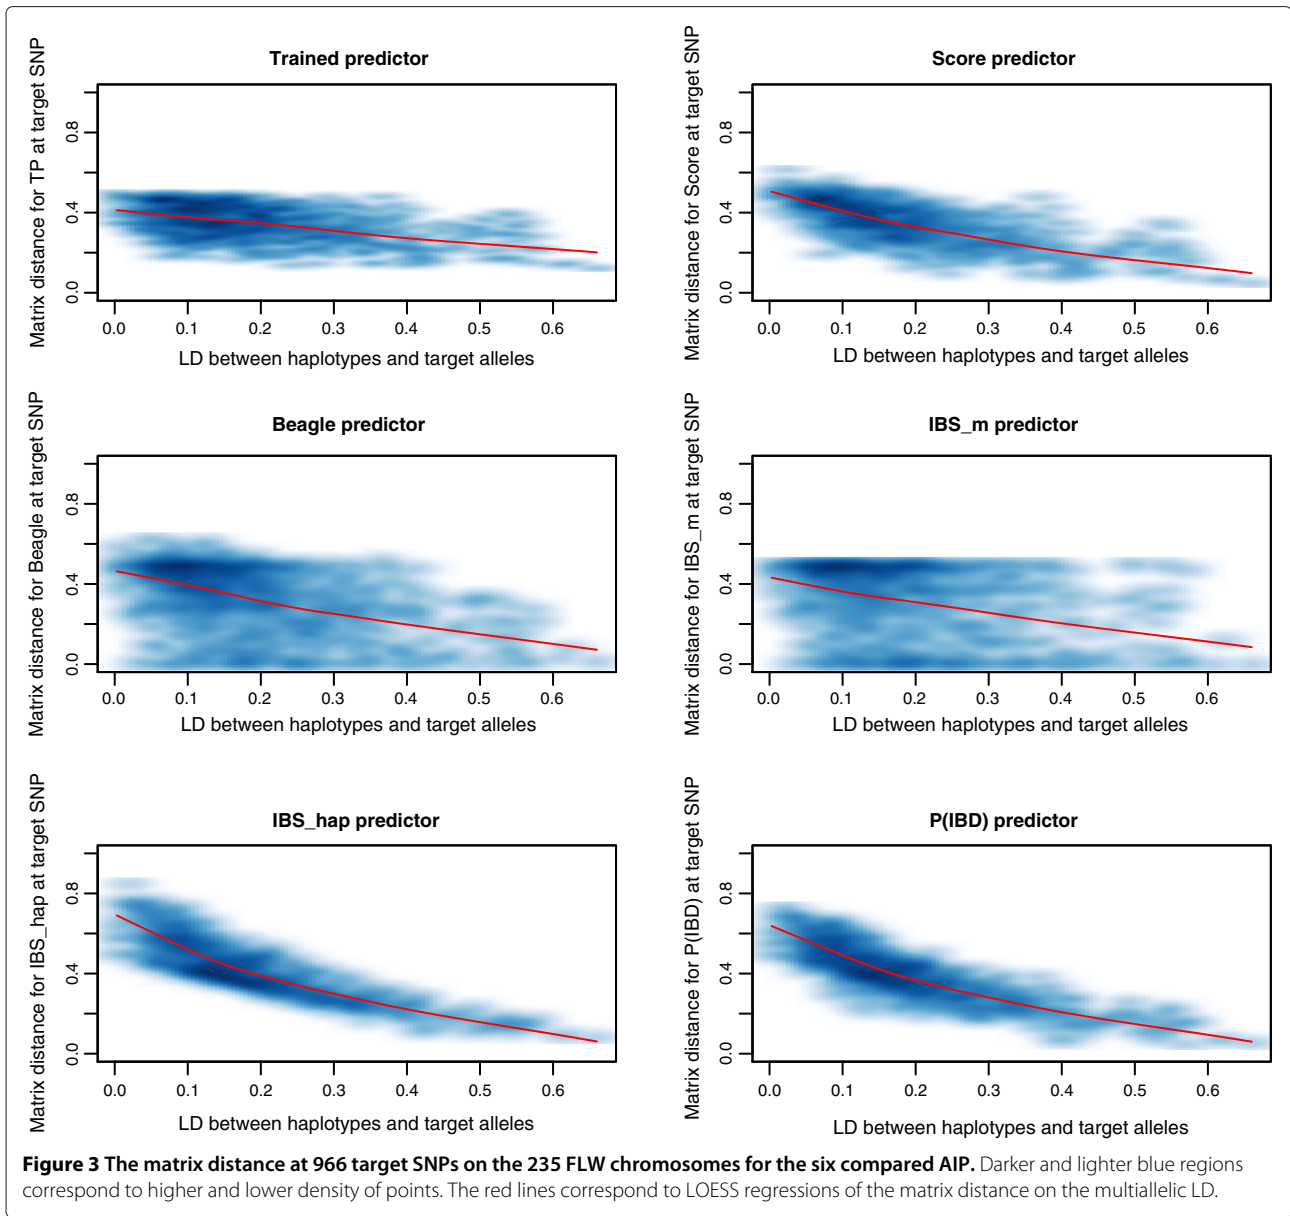 Trained predictor
Matrix distance for TP at target SNP
0.8
0.4
0.0
0.0 0.1 0.2 0.3 0.4 0.5 0.6
LD between haplotypes and target alleles
Score predictor
Matrix distance for Score at target SNP
0.8
0.4
0.0
0.0 0.1 0.2 0.3 0.4 0.5 0.6
LD between haplotypes and target alleles
Beagle predictor
Matrix distance for Beagle at target SNP
0.8
0.4
0.0
0.0 0.1 0.2 0.3 0.4 0.5 0.6
LD between haplotypes and target alleles
IBS_m predictor
Matrix distance for IBS_m at target SNP
0.8
0.4
0.0
0.0 0.1 0.2 0.3 0.4 0.5 0.6
LD between haplotypes and target alleles
IBS_hap predictor
Matrix distance for IBS_hap at target SNP
0.8
0.4
0.0
0.0 0.1 0.2 0.3 0.4 0.5 0.6
LD between haplotypes and target alleles
P(IBD) predictor
Matrix distance for P(IBD) at target SNP
0.8
0.4
0.0
0.0 0.1 0.2 0.3 0.4 0.5 0.6
LD between haplotypes and target alleles
Figure 3 The matrix distance at 966 target SNPs on the 235 FLW chromosomes for the six compared AIP. Darker and lighter blue regions
correspond to higher and lower density of points. The red lines correspond to LOESS regressions of the matrix distance on the multiallelic LD.